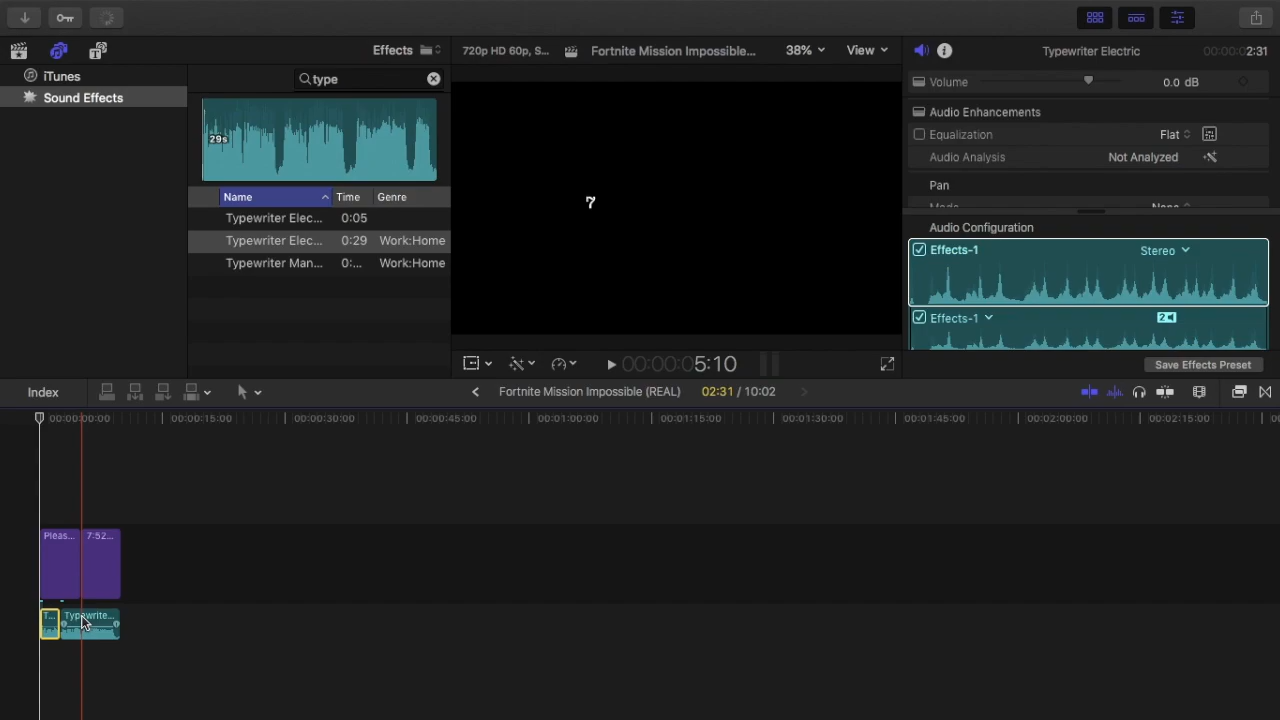 Effects
720p HD 60p, S...
Fortnite Mission Impossible...
38%
View
Typewriter Electric
00:00:02:31
iTunes
Sound Effects
type
29s
Name
Time
Genre
Typewriter Elec...
0:05
Typewriter Elec...
0:29
Work:Home
Typewriter Man...
0:...
Work:Home
7
Volume
0.0 dB
Audio Enhancements
Equalization
Flat
Audio Analysis
Not Analyzed
Pan
Mode
None
Audio Configuration
Effects-1
Stereo
Effects-1
2
00:00:05:10
Save Effects Preset
Index
Fortnite Mission Impossible (REAL)
02:31 / 10:02
00:00:00:00
00:00:15:00
00:00:30:00
00:00:45:00
00:01:00:00
00:01:15:00
00:01:30:00
00:01:45:00
00:02:00:00
00:02:15:00
00
Pleas...
7:52...
T...
Typewrite...